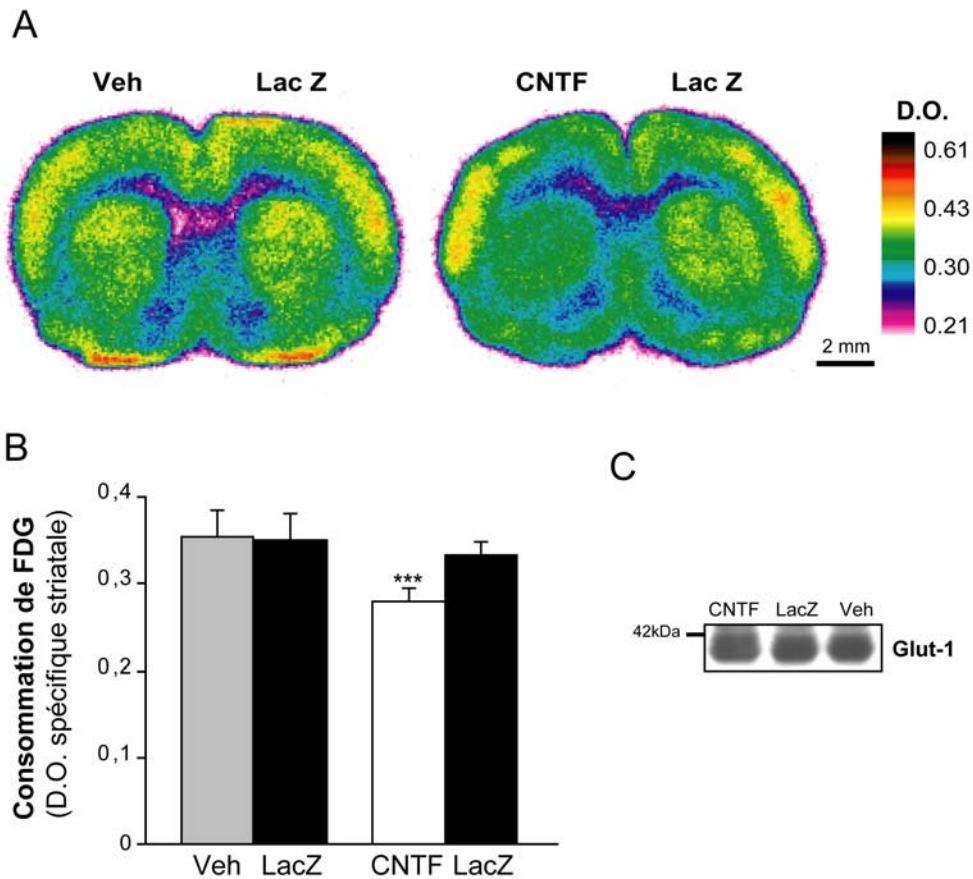 A
Veh
Lac Z
CNTF
Lac Z
D.O.
0.61
0.43
0.30
0.21
2 mm
B
Consommation de FDG
(D.O. spécifique striatale)
0,4
0,3
0,2
0,1
0
***
Veh LacZ CNTF LacZ
C
CNTF LacZ Veh
42kDa
Glut-1